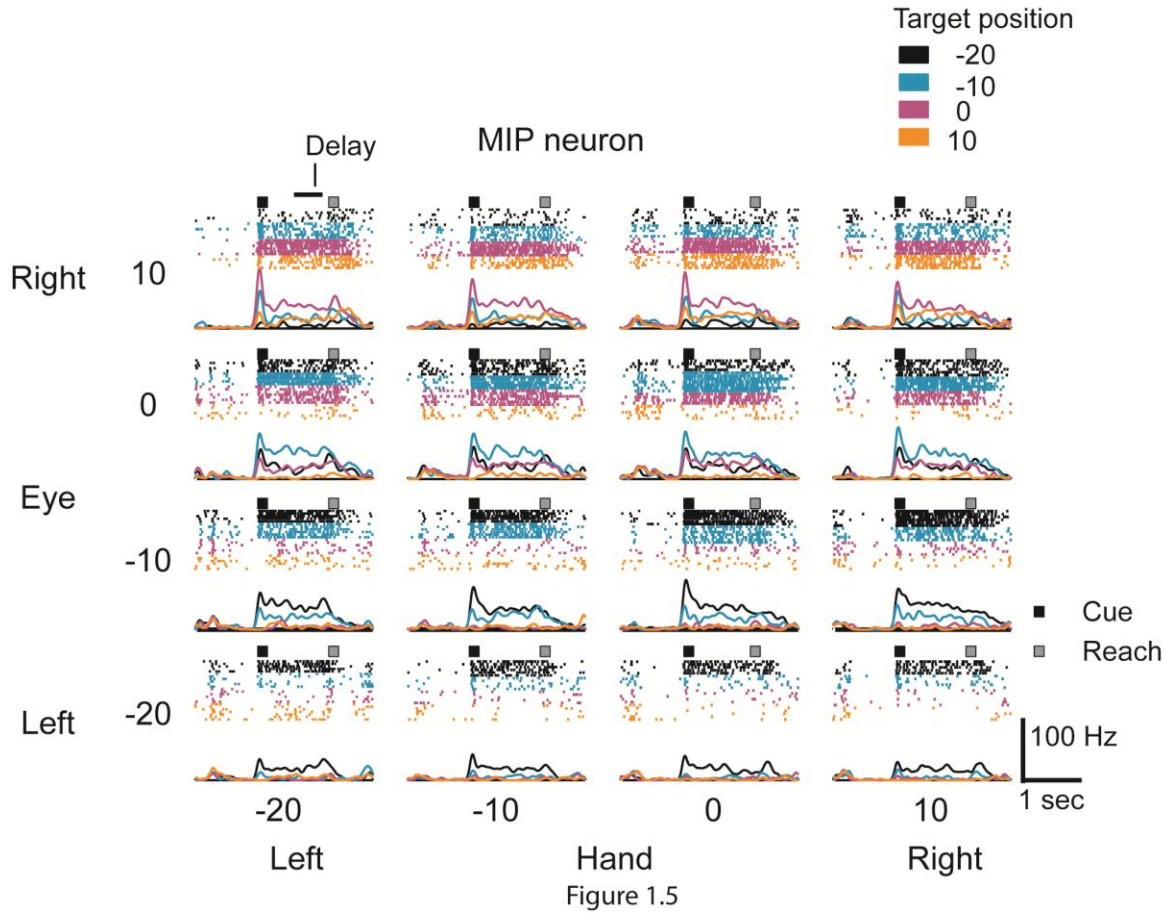 Target position
-20
-10
0
10
Delay
MIP neuron
Right
10
0
Eye
-10
Cue
Reach
Left
-20
100 Hz
1 sec
-20
-10
0
10
Left
Hand
Right
Figure 1.5